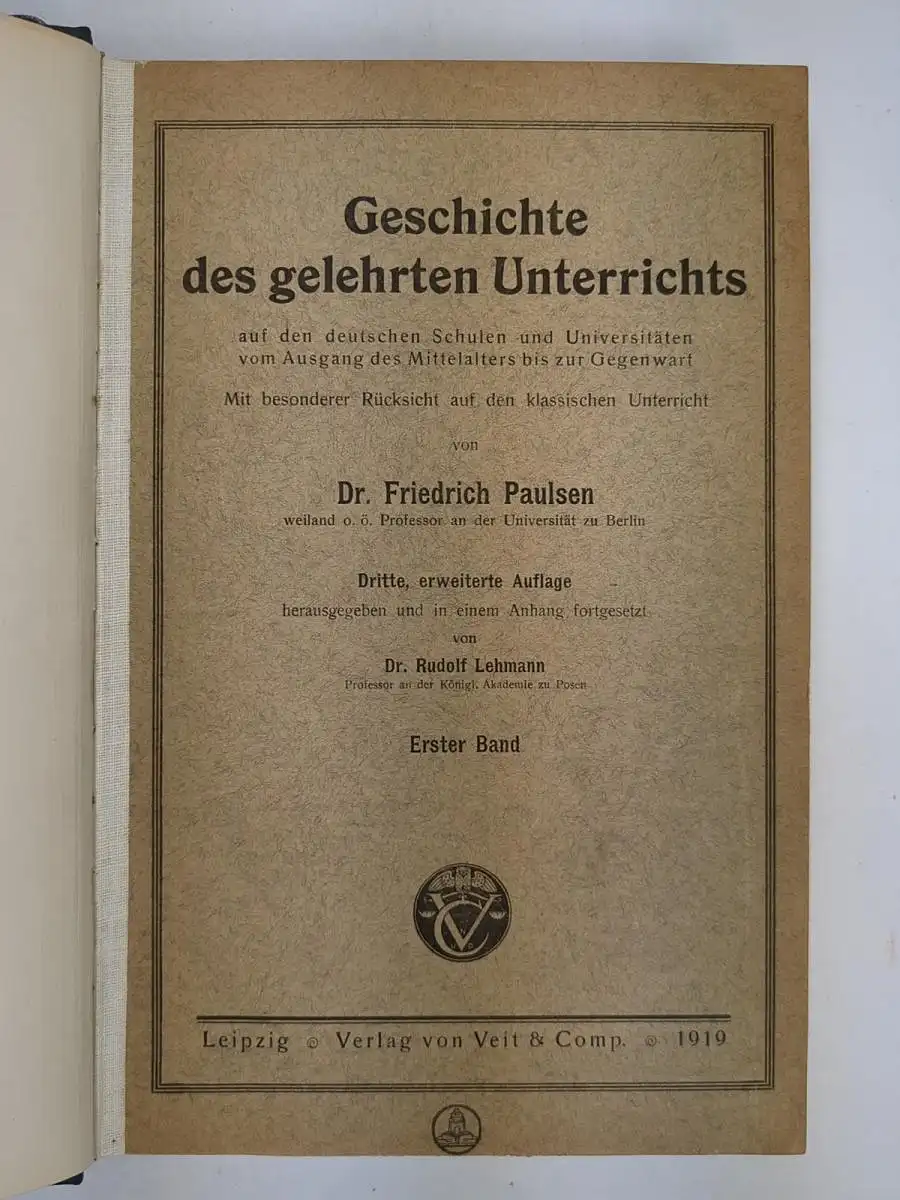 Geschichte
des gelehrten Unterrichts
auf den deutschen Schulen und Universitäten
vom Ausgang des Mittelalters bis zur Gegenwart
Mit besonderer Rücksicht auf den klassischen Unterricht
von
Dr. Friedrich Paulsen
weiland o. ö. Professor an der Universität zu Berlin
Dritte, erweiterte Auflage
herausgegeben und in einem Anhang fortgesetzt
von
Dr. Rudolf Lehmann
Professor an der Königl. Akademie zu Posen
Erster Band
Leipzig Verlag von Veit & Comp. 1919